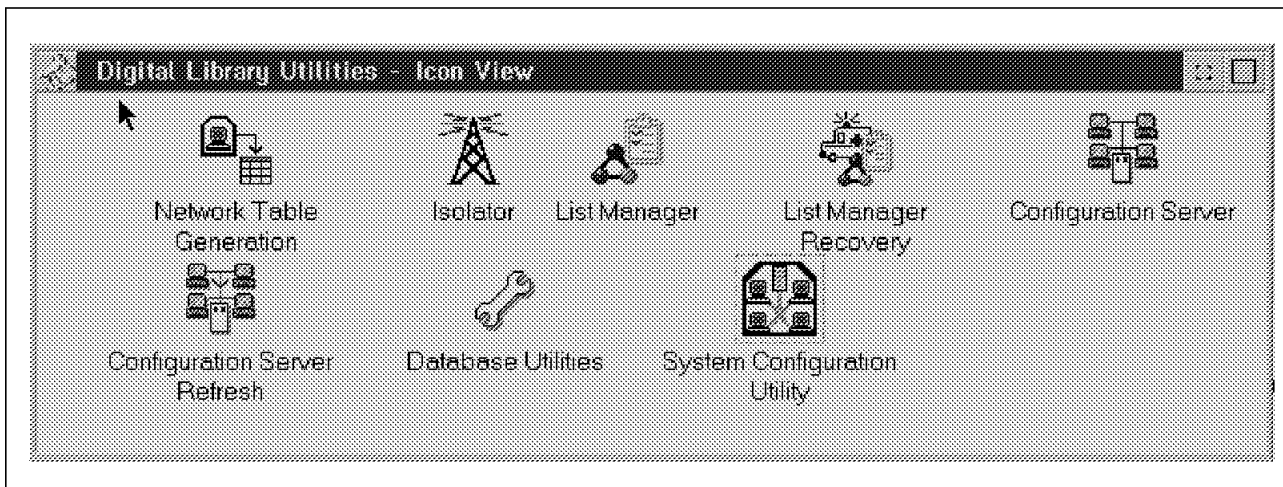 Digital Library Utilities - Icon View
Network Table
Generation
Isolator
List Manager
List Manager
Recovery
Configuration Server
Configuration Server
Refresh
Database Utilities
System Configuration
Utility